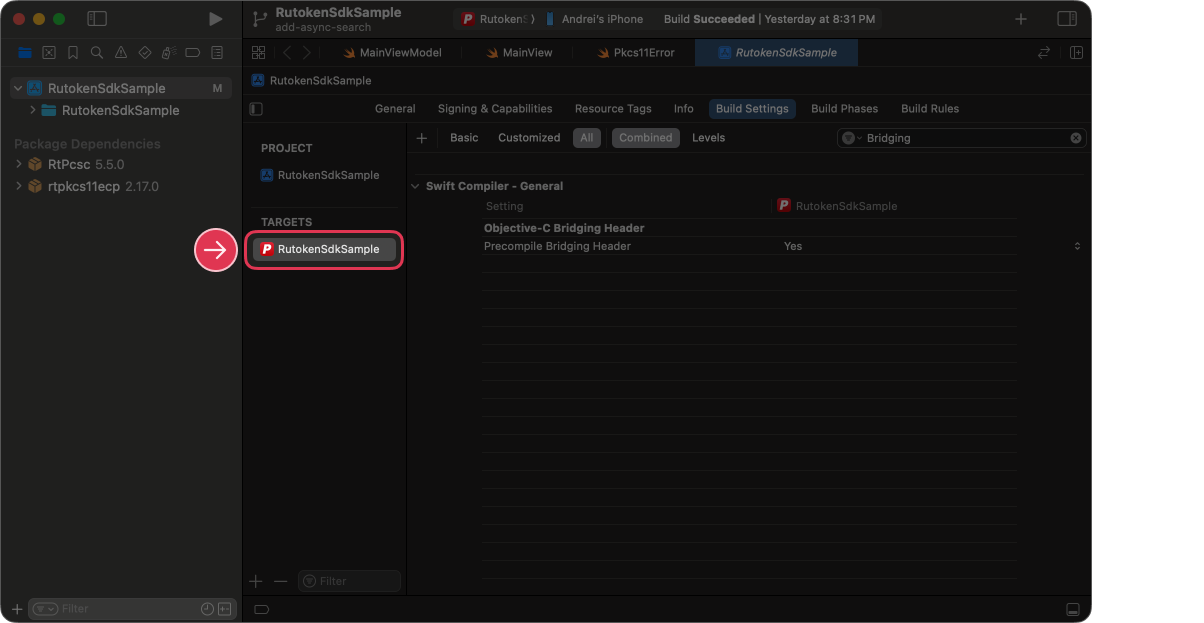 RutokenSdkSample
add-async-search
RutokenS
Andrei's iPhone
Build Succeeded | Yesterday at 8:31 PM
MainViewModel
MainView
Pkcs11Error
RutokenSdkSample
RutokenSdkSample M
RutokenSdkSample
Package Dependencies
RtPcsc 5.5.0
rtpkcs11ecp 2.17.0
Filter
RutokenSdkSample
General Signing & Capabilities Resource Tags Info Build Settings Build Phases Build Rules
PROJECT
RutokenSdkSample
TARGETS
P RutokenSdkSample
Filter
Basic Customized All Combined Levels
Bridging
Swift Compiler - General
Setting P RutokenSdkSample
Objective-C Bridging Header
Precompile Bridging Header Yes